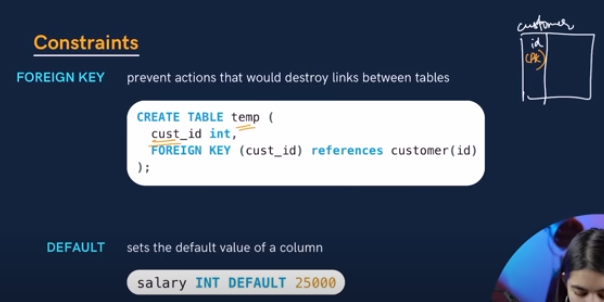 customer
id
(PK)
Constraints
FOREIGN KEY prevent actions that would destroy links between tables
CREATE TABLE temp (
cust_id int,
FOREIGN KEY (cust_id) references customer(id)
);
DEFAULT sets the default value of a column
salary INT DEFAULT 25000